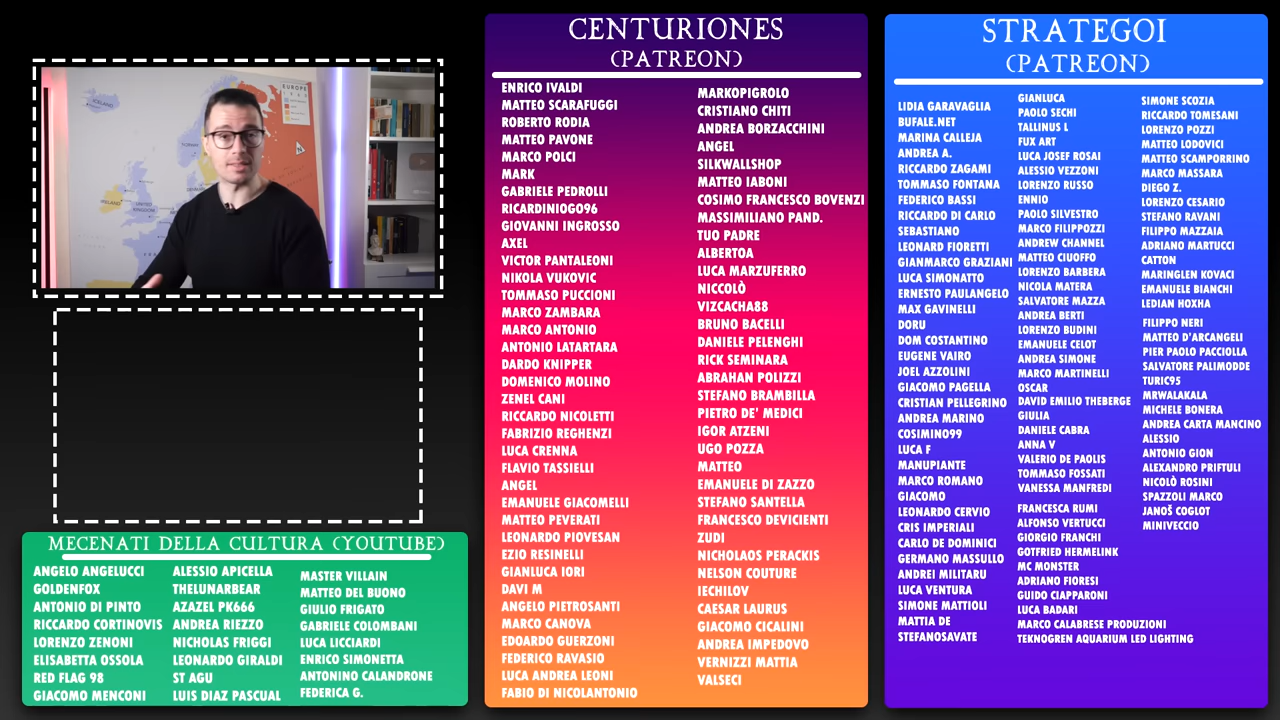 EUROPE
ICELAND
NORWAY
IRELAND
UNITED
KINGDOM
MECENATI DELLA CULTURA (YOUTUBE)
ANGELO ANGELUCCI
GOLDENFOX
ANTONIO DI PINTO
RICCARDO CORTINOVIS
LORENZO ZENONI
ELISABETTA OSSOLA
RED FLAG 98
GIACOMO MENCONI
ALESSIO APICELLA
THELUNARBEAR
AZAZEL PK666
ANDREA RIEZZO
NICHOLAS FRIGGI
LEONARDO GIRALDI
ST AGU
LUIS DIAZ PASCUAL
MASTER VILLAIN
MATTEO DEL BUONO
GIULIO FRIGATO
GABRIELE COLOMBANI
LUCA LICCIARDI
ENRICO SIMONETTA
ANTONINO CALANDRONE
FEDERICA G.
CENTURIONES
(PATREON)
ENRICO IVALDI
MATTEO SCARAFUGGI
ROBERTO RODIA
MATTEO PAVONE
MARCO POLCI
MARK
GABRIELE PEDROLLI
RICARDINIOGO96
GIOVANNI INGROSSO
AXEL
VICTOR PANTALEONI
NIKOLA VUKOVIC
TOMMASO PUCCIONI
MARCO ZAMBARA
MARCO ANTONIO
ANTONIO LATARTARA
DARDO KNIPPER
DOMENICO MOLINO
ZENEL CANI
RICCARDO NICOLETTI
FABRIZIO REGHENZI
LUCA CRENNA
FLAVIO TASSIELLI
ANGEL
EMANUELE GIACOMELLI
MATTEO PEVERATI
LEONARDO PIOVESAN
EZIO RESINELLI
GIANLUCA IORI
DAVI M
ANGELO PIETROSANTI
MARCO CANOVA
EDOARDO GUERZONI
FEDERICO RAVASIO
LUCA ANDREA LEONI
FABIO DI NICOLANTONIO
MARKOPIGROLO
CRISTIANO CHITI
ANDREA BORZACCHINI
ANGEL
SILKWALLSHOP
MATTEO IABONI
COSIMO FRANCESCO BOVENZI
MASSIMILIANO PAND.
TUO PADRE
ALBERTOA
LUCA MARZUFERRO
NICCOLÒ
VIZCACHA88
BRUNO BACELLI
DANIELE PELENGHI
RICK SEMINARA
ABRAHAN POLIZZI
STEFANO BRAMBILLA
PIETRO DE' MEDICI
IGOR ATZENI
UGO POZZA
MATTEO
EMANUELE DI ZAZZO
STEFANO SANTELLA
FRANCESCO DEVICIENTI
ZUDI
NICHOLAOS PERACKIS
NELSON COUTURE
IECHILOV
CAESAR LAURUS
GIACOMO CICALINI
ANDREA IMPEDOVO
VERNIZZI MATTIA
VALSECI
STRATEGOI
(PATREON)
LIDIA GARAVAGLIA
BUFALE.NET
MARINA CALLEJA
ANDREA A.
RICCARDO ZAGAMI
TOMMASO FONTANA
FEDERICO BASSI
RICCARDO DI CARLO
SEBASTIANO
LEONARD FIORETTI
GIANMARCO GRAZIANI
LUCA SIMONATTO
ERNESTO PAULANGELO
MAX GAVINELLI
DORU
DOM COSTANTINO
EUGENE VAIRO
JOEL AZZOLINI
GIACOMO PAGELLA
CRISTIAN PELLEGRINO
ANDREA MARINO
COSIMINO99
LUCA F
MANUPIANTE
MARCO ROMANO
GIACOMO
LEONARDO CERVIO
CRIS IMPERIALI
CARLO DE DOMINICI
GERMANO MASSULLO
ANDREI MILITARU
LUCA VENTURA
SIMONE MATTIOLI
MATTIA DE
STEFANOSAVATE
GIANLUCA
PAOLO SECHI
TALLINUS L
FUX ART
LUCA JOSEF ROSAI
ALESSIO VEZZONI
LORENZO RUSSO
ENNIO
PAOLO SILVESTRO
MARCO FILIPPOZZI
ANDREW CHANNEL
MATTEO CIUOFFO
LORENZO BARBERA
NICOLA MATERA
SALVATORE MAZZA
ANDREA BERTI
LORENZO BUDINI
EMANUELE CELOT
ANDREA SIMONE
MARCO MARTINELLI
OSCAR
DAVID EMILIO THEBERGE
GIULIA
DANIELE CABRA
ANNA V
VALERIO DE PAOLIS
TOMMASO FOSSATI
VANESSA MANFREDI
FRANCESCA RUMI
ALFONSO VERTUCCI
GIORGIO FRANCHI
GOTFRIED HERMELINK
MC MONSTER
ADRIANO FIORESI
GUIDO CIAPPARONI
LUCA BADARI
MARCO CALABRESE PRODUZIONI
TEKNOGREN AQUARIUM LED LIGHTING
SIMONE SCOZIA
RICCARDO TOMESANI
LORENZO POZZI
MATTEO LODOVICI
MATTEO SCAMPORRINO
MARCO MASSARA
DIEGO Z.
LORENZO CESARIO
STEFANO RAVANI
FILIPPO MAZZAIA
ADRIANO MARTUCCI
CATTON
MARINGLEN KOVACI
EMANUELE BIANCHI
LEDIAN HOXHA
FILIPPO NERI
MATTEO D'ARCANGELI
PIER PAOLO PACCIOLLA
SALVATORE PALIMODDE
TURIC95
MRWALAKALA
MICHELE BONERA
ANDREA CARTA MANCINO
ALESSIO
ANTONIO GION
ALEXANDRO PRIFTULI
NICOLÒ ROSINI
SPAZZOLI MARCO
JANOŠ COGLOT
MINIVECCIO